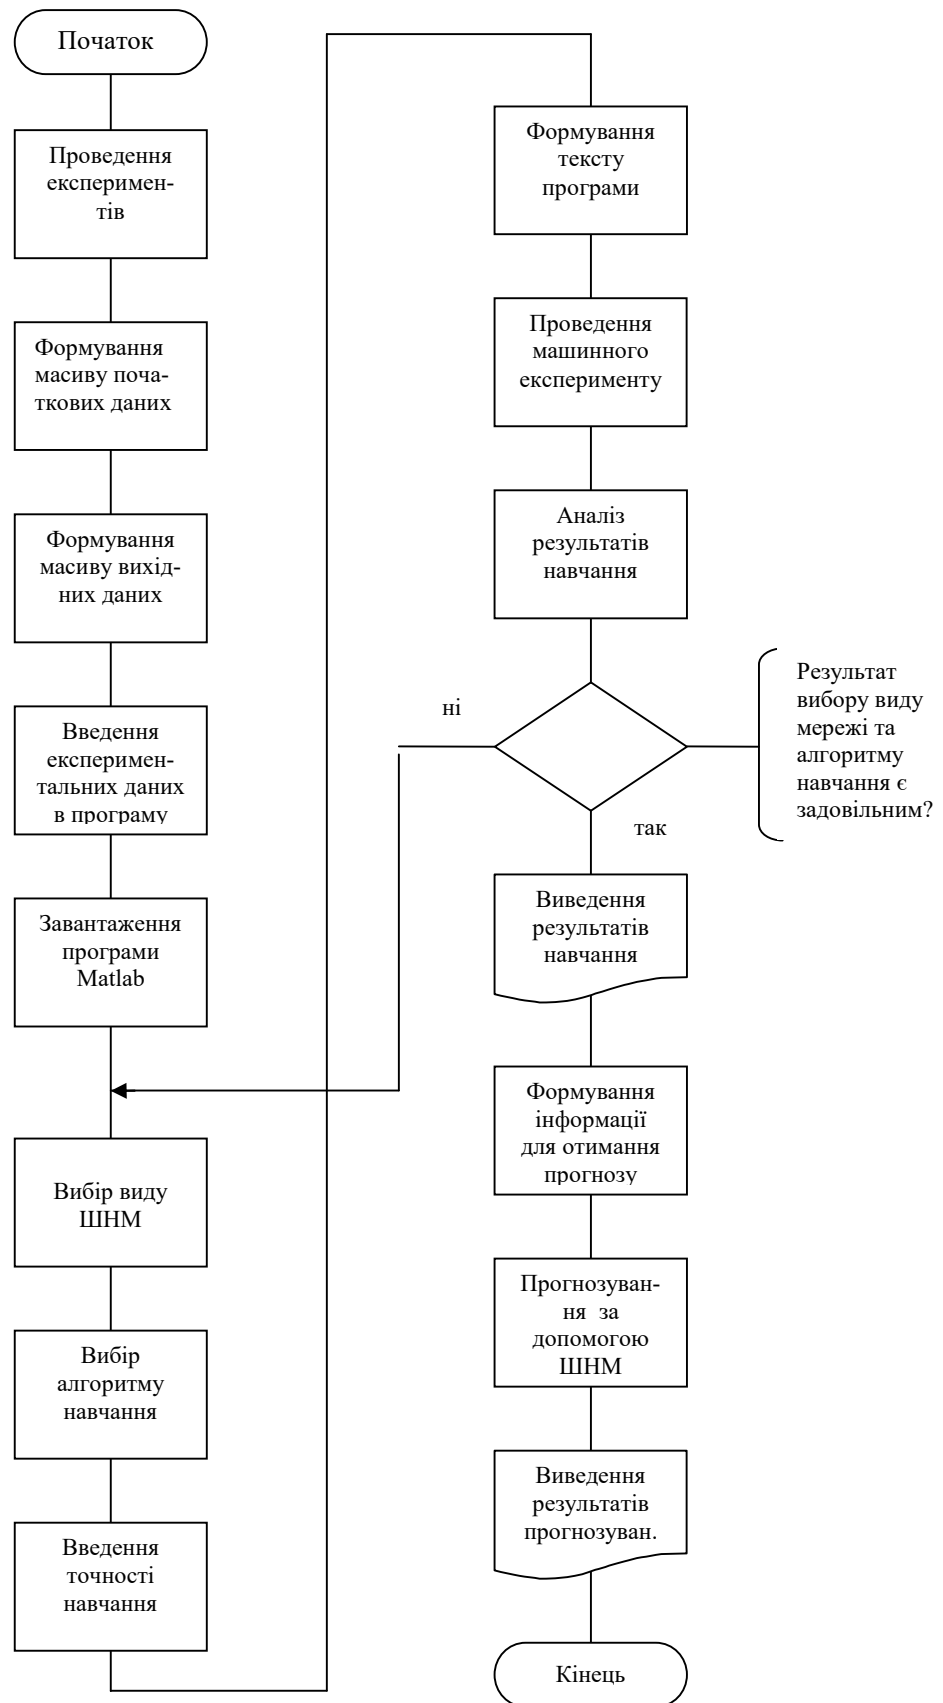 Початок
Проведення
експеримен-
тів
Формування
масиву поча-
ткових даних
Формування
масиву вихід-
них даних
Введення
експеримен-
тальних даних
в програму
Завантаження
програми
Matlab
Вибір виду
ШНМ
Вибір
алгоритму
навчання
Введення
точності
навчання
Формування
тексту
програми
Проведення
машинного
експерименту
Аналіз
результатів
навчання
ні
Результат
вибору виду
мережі та
алгоритму
навчання є
задовільним?
так
Виведення
результатів
навчання
Формування
інформації
для отимання
прогнозу
Прогнозуван-
ня за
допомогою
ШНМ
Виведення
результатів
прогнозуван.
Кінець